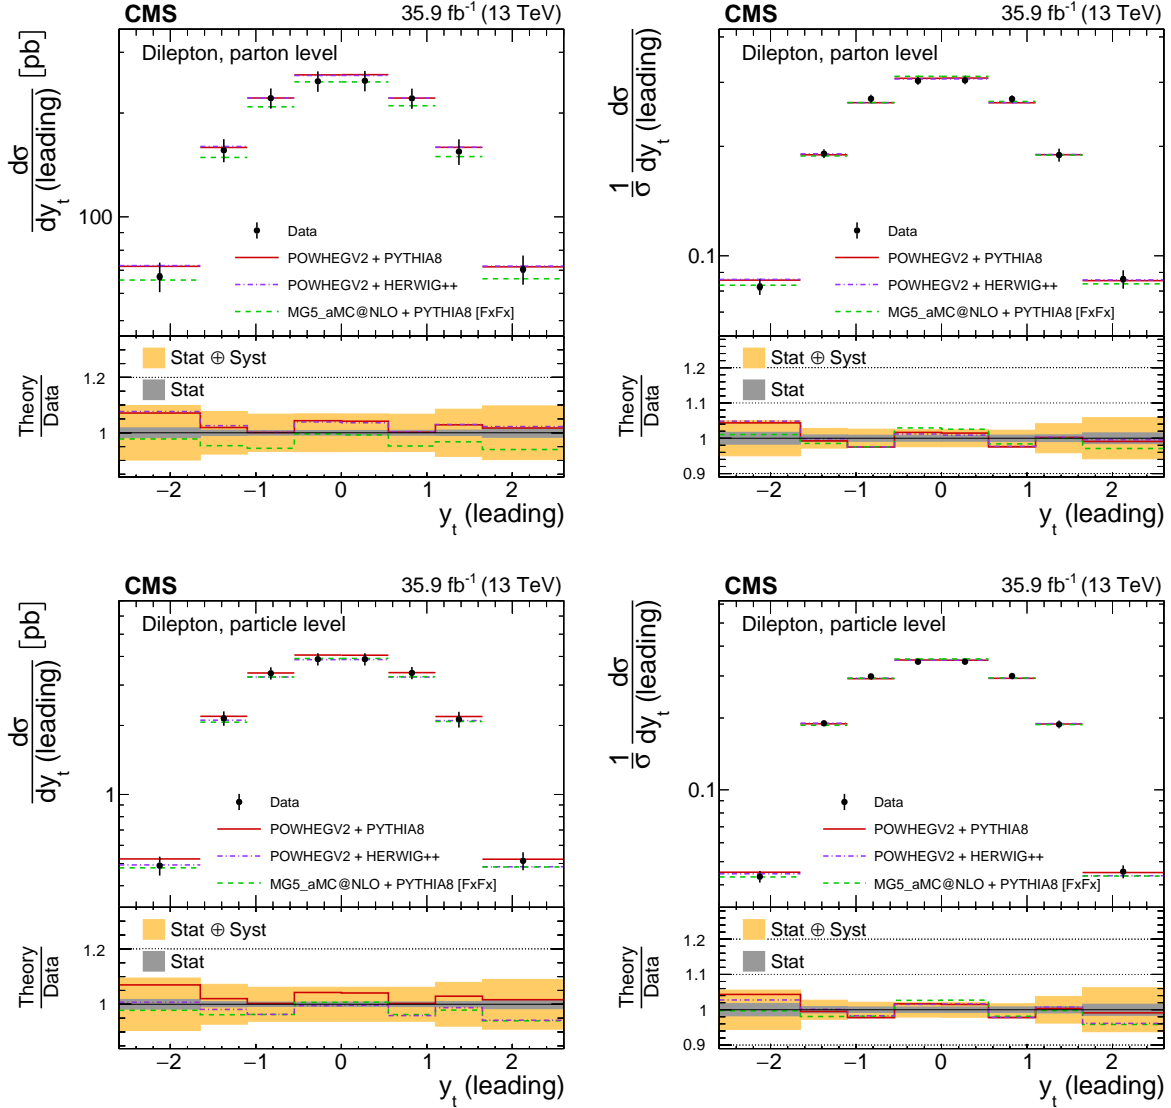 CMS 35.9 fb-1 (13 TeV)
dσ / dy_t (leading) [pb]
Dilepton, parton level
100
Data
POWHEGV2 + PYTHIA8
POWHEGV2 + HERWIG++
MG5_aMC@NLO + PYTHIA8 [FxFx]
Theory / Data
Stat ⊕ Syst
Stat
1.2
1
−2 −1 0 1 2
y_t (leading)
CMS 35.9 fb-1 (13 TeV)
1/σ dσ / dy_t (leading)
Dilepton, parton level
0.1
Data
POWHEGV2 + PYTHIA8
POWHEGV2 + HERWIG++
MG5_aMC@NLO + PYTHIA8 [FxFx]
Theory / Data
Stat ⊕ Syst
Stat
1.2
1.1
1
0.9
−2 −1 0 1 2
y_t (leading)
CMS 35.9 fb-1 (13 TeV)
dσ / dy_t (leading) [pb]
Dilepton, particle level
1
Data
POWHEGV2 + PYTHIA8
POWHEGV2 + HERWIG++
MG5_aMC@NLO + PYTHIA8 [FxFx]
Theory / Data
Stat ⊕ Syst
Stat
1.2
1
−2 −1 0 1 2
y_t (leading)
CMS 35.9 fb-1 (13 TeV)
1/σ dσ / dy_t (leading)
Dilepton, particle level
0.1
Data
POWHEGV2 + PYTHIA8
POWHEGV2 + HERWIG++
MG5_aMC@NLO + PYTHIA8 [FxFx]
Theory / Data
Stat ⊕ Syst
Stat
1.2
1.1
1
0.9
−2 −1 0 1 2
y_t (leading)